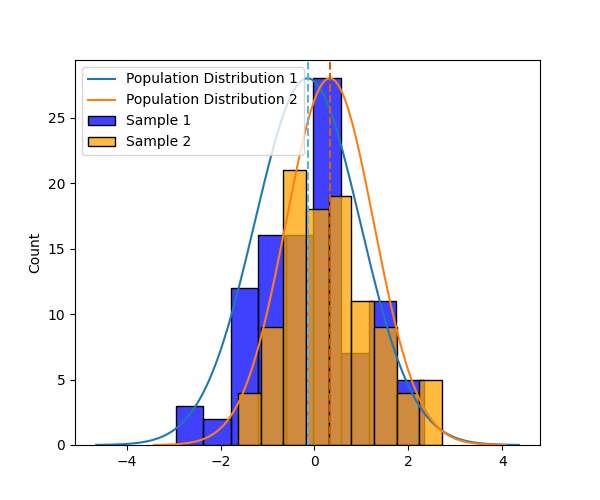 Population Distribution 1
Population Distribution 2
Sample 1
Sample 2
Count
25
20
15
10
5
0
−4
−2
0
2
4